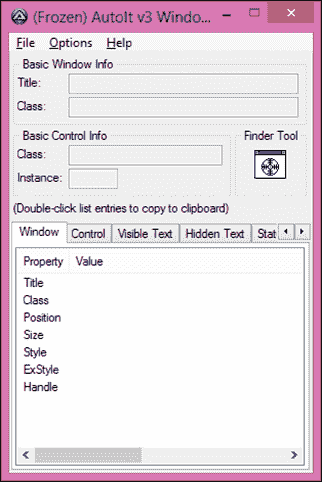 (Frozen) AutoIt v3 Windo...
File Options Help
Basic Window Info
Title:
Class:
Basic Control Info
Finder Tool
Class:
Instance:
(Double-click list entries to copy to clipboard)
Window Control Visible Text Hidden Text Stat
Property Value
Title
Class
Position
Size
Style
ExStyle
Handle